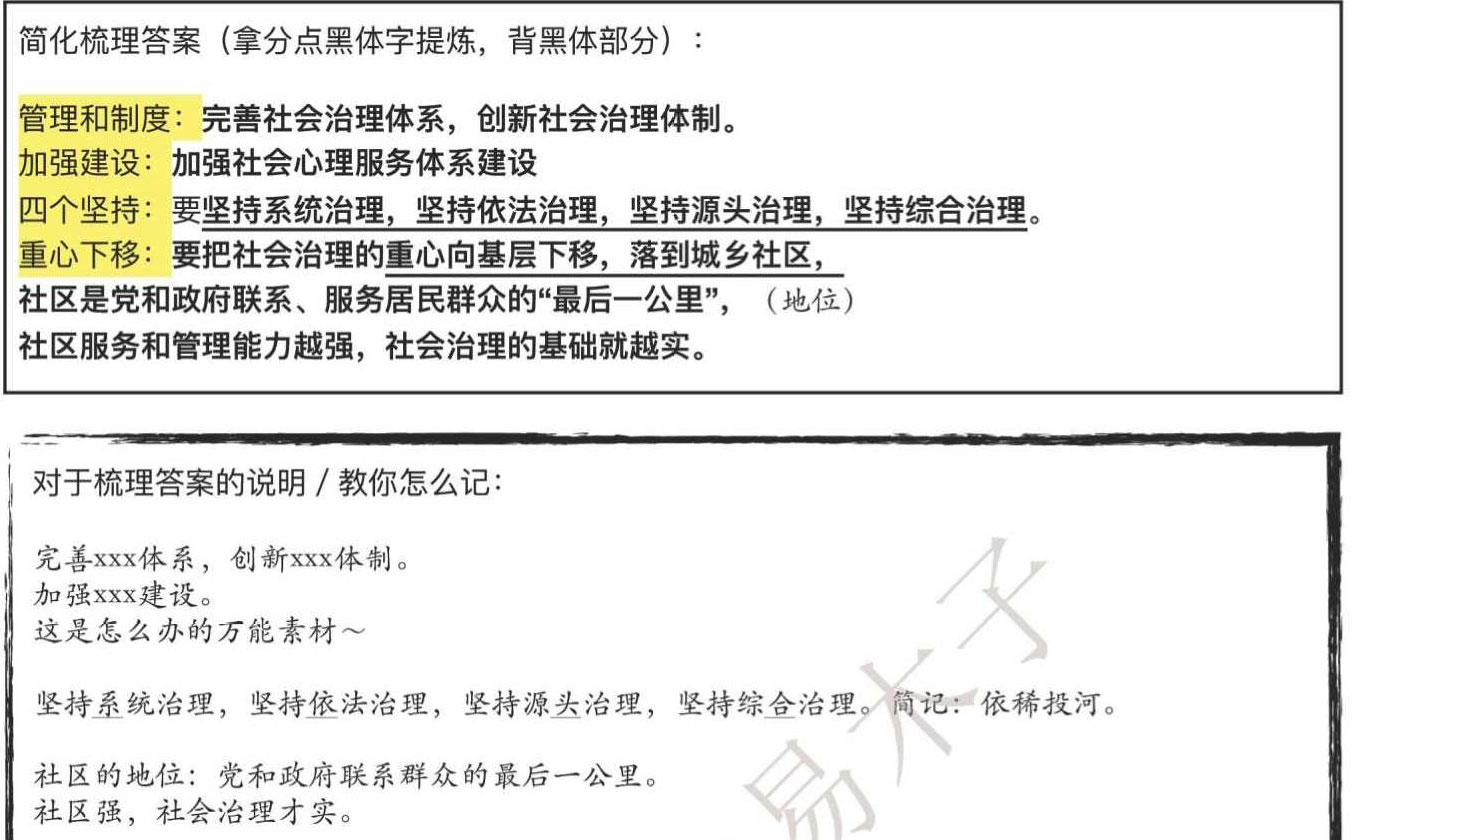 简化梳理答案（拿分点黑体字提炼，背黑体部分）：
管理和制度：完善社会治理体系，创新社会治理体制。
加强建设：加强社会心理服务体系建设
四个坚持：要坚持系统治理，坚持依法治理，坚持源头治理，坚持综合治理。
重心下移：要把社会治理的重心向基层下移，落到城乡社区，
社区是党和政府联系、服务居民群众的“最后一公里”，（地位）
社区服务和管理能力越强，社会治理的基础就越实。
对于梳理答案的说明 / 教你怎么记：
完善xxx体系，创新xxx体制。
加强xxx建设。
这是怎么办的万能素材～
坚持系统治理，坚持依法治理，坚持源头治理，坚持综合治理。简记：依稀投河。
社区的地位：党和政府联系群众的最后一公里。
社区强，社会治理才实。
易木子